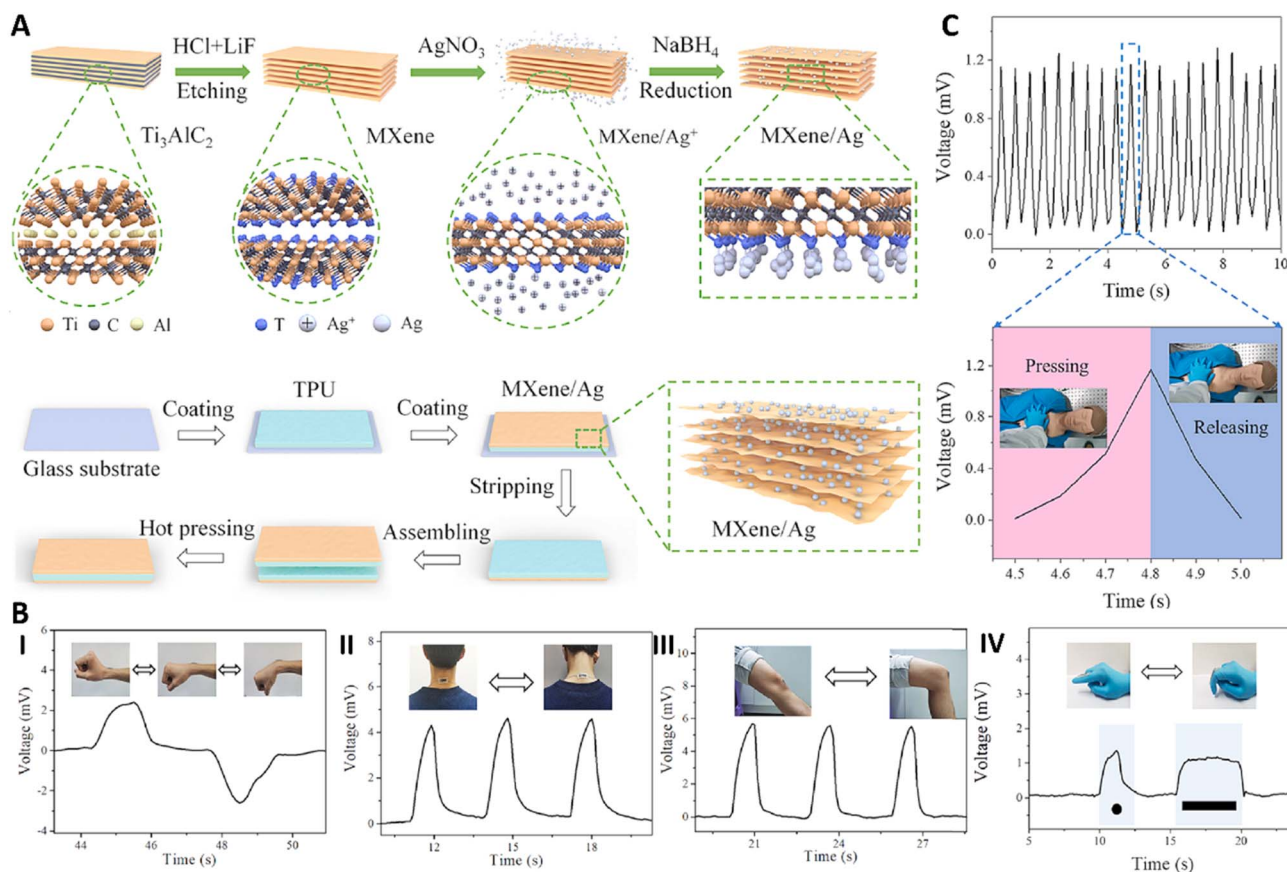 A
HCl+LiF
Etching
AgNO₃
NaBH₄
Reduction
Ti₃AlC₂
MXene
MXene/Ag⁺
MXene/Ag
Ti
C
Al
T
+
Ag⁺
Ag
Glass substrate
Coating
TPU
Coating
MXene/Ag
Stripping
Assembling
Hot pressing
MXene/Ag
C
Voltage (mV)
1.2
0.8
0.4
0.0
0 2 4 6 8 10
Time (s)
Pressing
Releasing
Voltage (mV)
1.2
0.8
0.4
0.0
4.5 4.6 4.7 4.8 4.9 5.0
Time (s)
B
I
Voltage (mV)
6
4
2
0
-2
-4
44 46 48 50
Time (s)
II
Voltage (mV)
8
6
4
2
0
12 15 18
Time (s)
III
Voltage (mV)
10
8
6
4
2
0
21 24 27
Time (s)
IV
Voltage (mV)
5
4
3
2
1
0
5 10 15 20
Time (s)